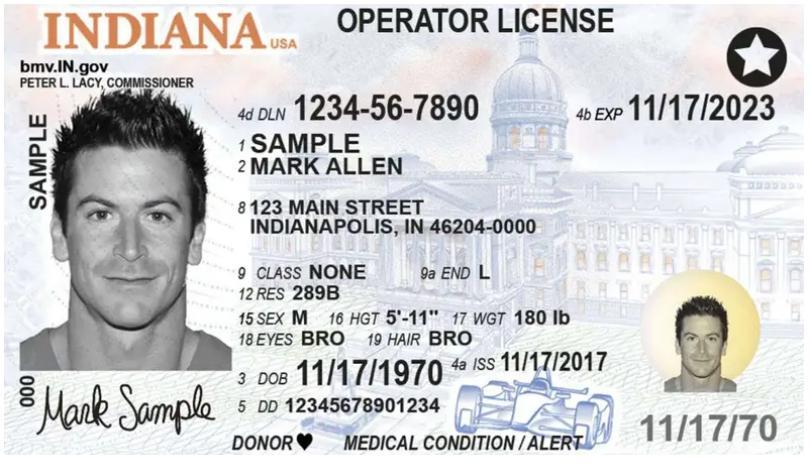 INDIANA USA
OPERATOR LICENSE
bmv.IN.gov
PETER L. LACY, COMMISSIONER
SAMPLE
4d DLN 1234-56-7890 4b EXP 11/17/2023
1 SAMPLE
2 MARK ALLEN
8 123 MAIN STREET
INDIANAPOLIS, IN 46204-0000
9 CLASS NONE 9a END L
12 RES 289B
15 SEX M 16 HGT 5'-11" 17 WGT 180 lb
18 EYES BRO 19 HAIR BRO
3 DOB 11/17/1970 4a ISS 11/17/2017
5 DD 12345678901234
000
Mark Sample
DONOR♥ MEDICAL CONDITION / ALERT
11/17/70